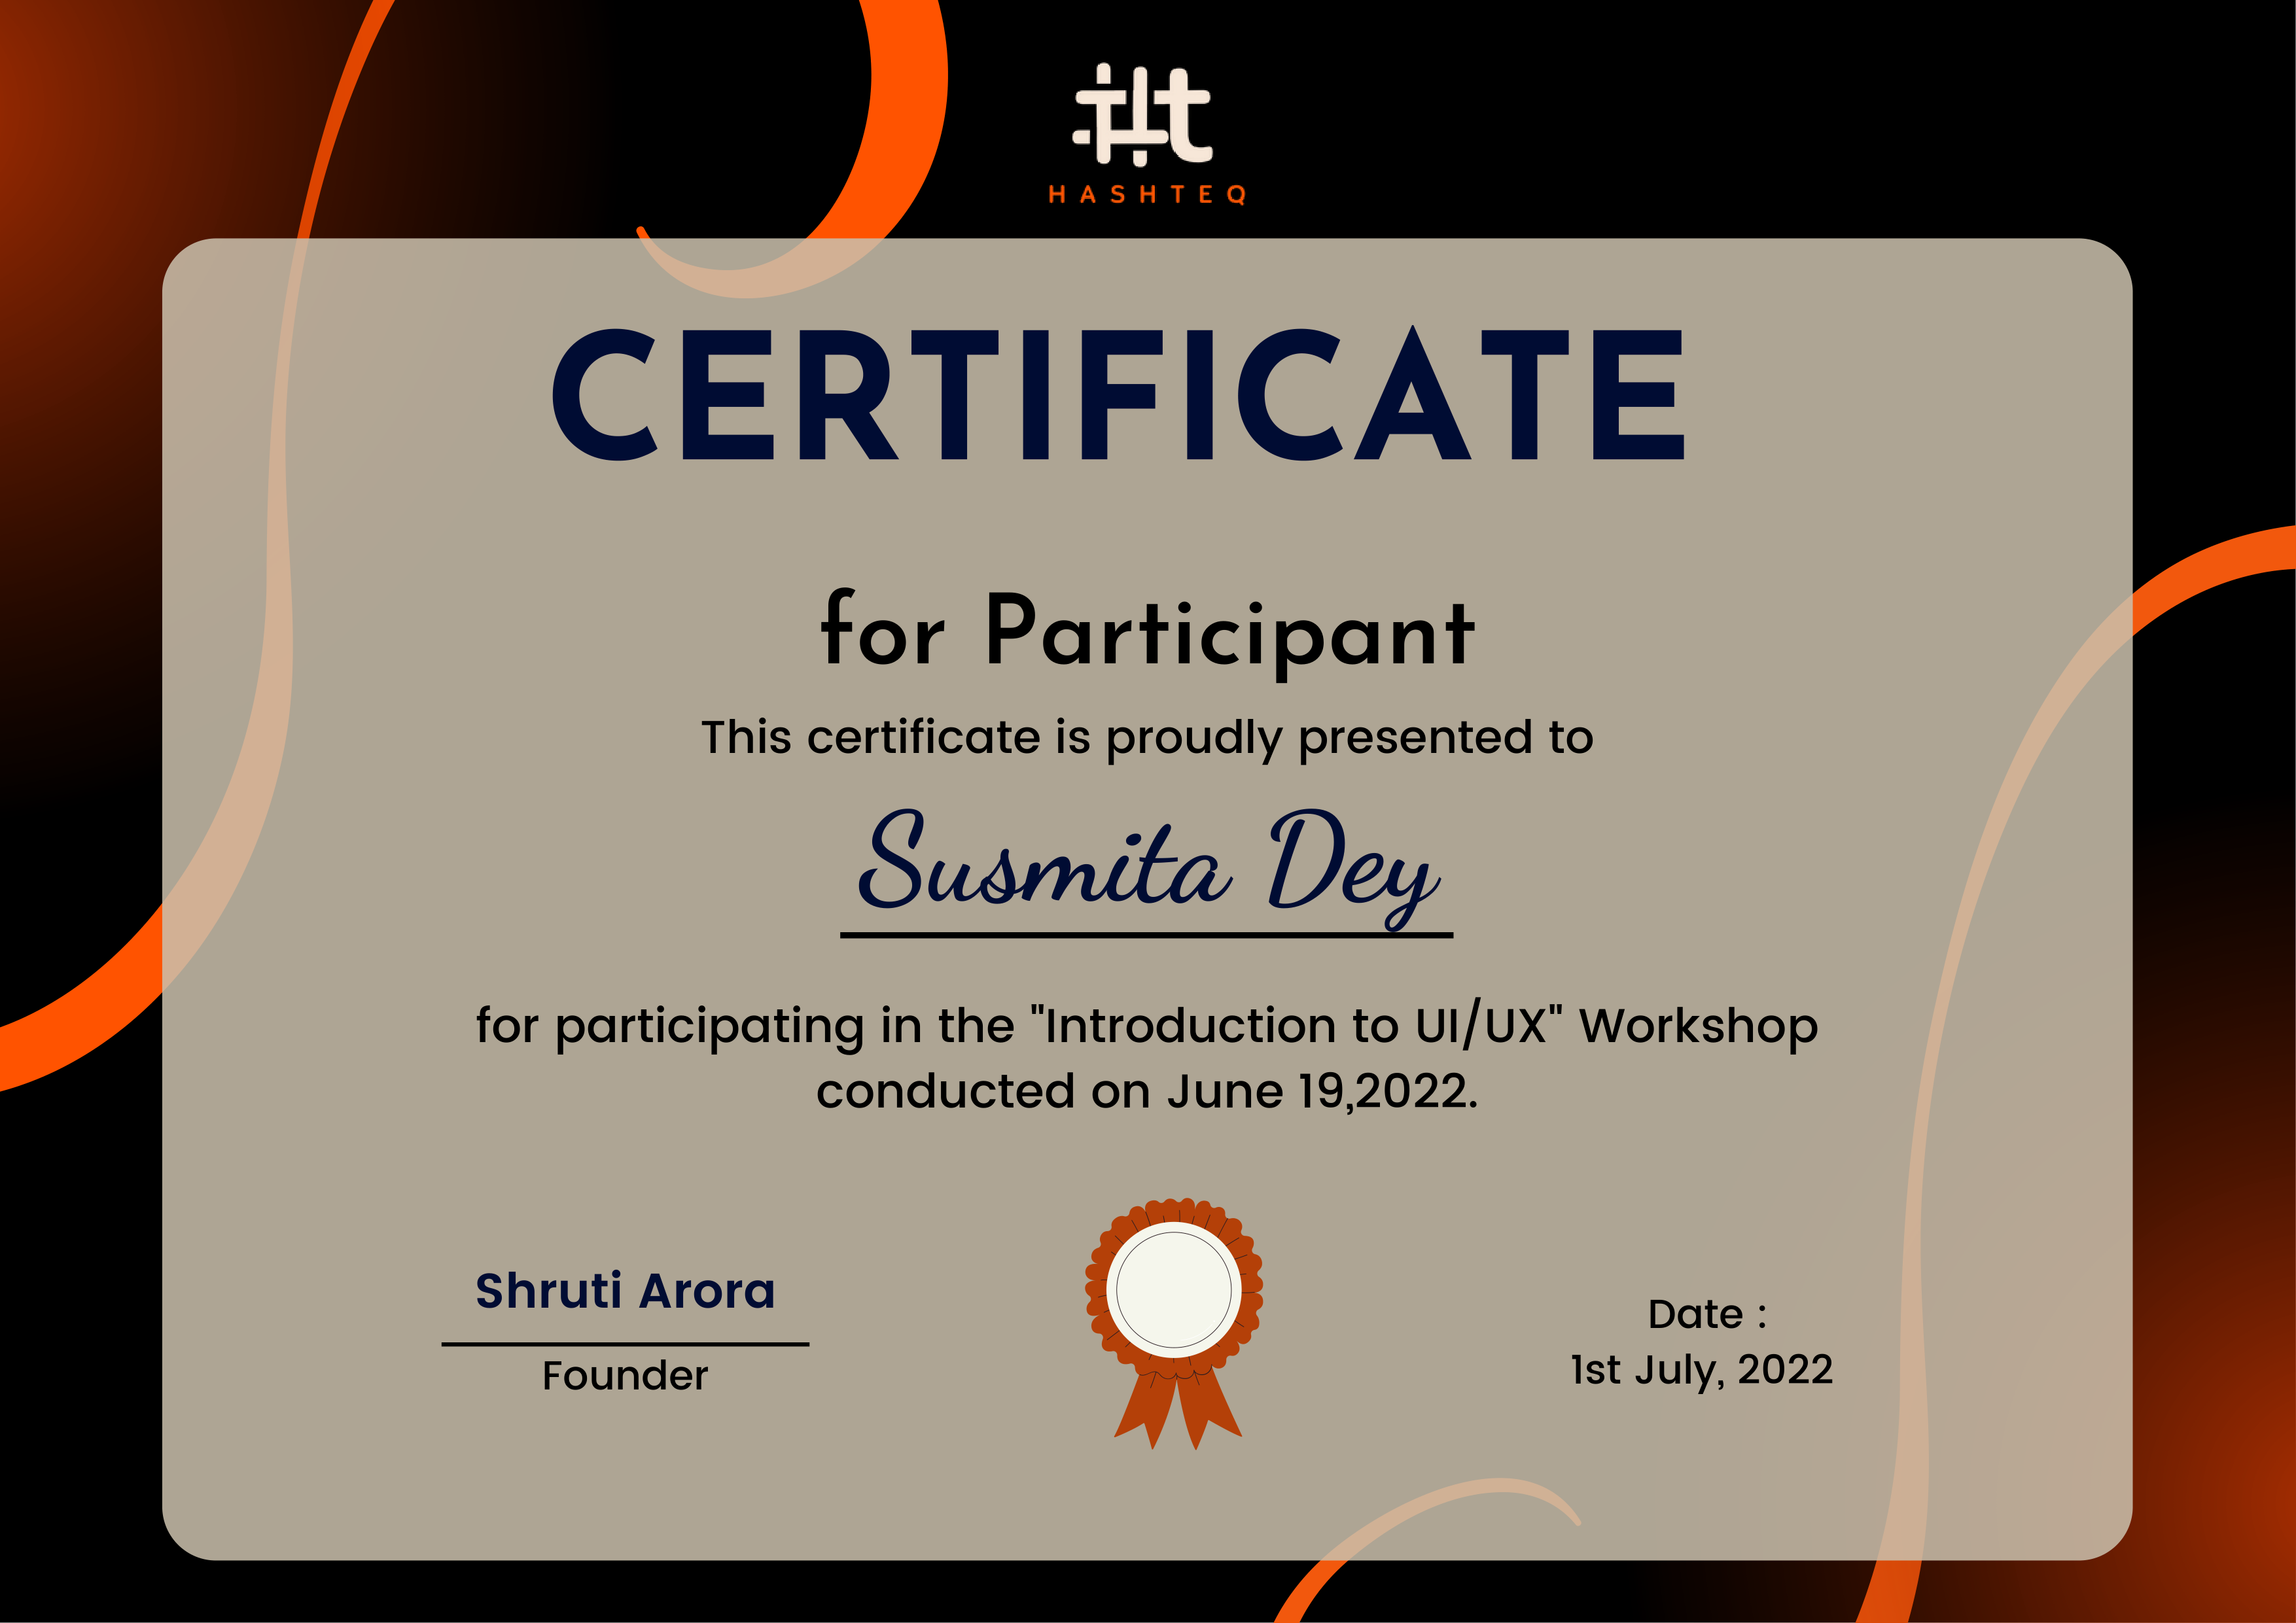 HASHTEQ
CERTIFICATE
for Participant
This certificate is proudly presented to
Susmita Dey
for participating in the "Introduction to UI/UX" Workshop
conducted on June 19,2022.
Shruti Arora
Founder
Date :
1st July, 2022